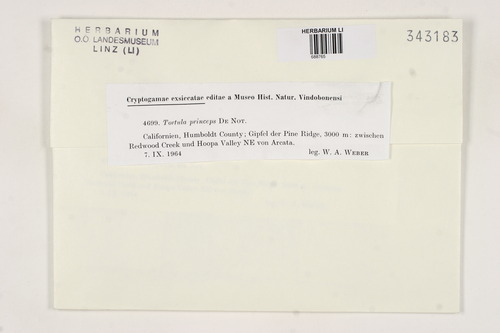 HERBARIUM
O.Ö. LANDESMUSEUM
LINZ (LI)
HERBARIUM LI
686765
343183
Cryptogamae exsiccatae editae a Museo Hist. Natur. Vindobonensi
4699. Tortula princeps DE NOT.
Californien, Humboldt County; Gipfel der Pine Ridge, 3000 m: zwischen
Redwood Creek und Hoopa Valley NE von Arcata.
7. IX. 1964 leg. W. A. WEBER